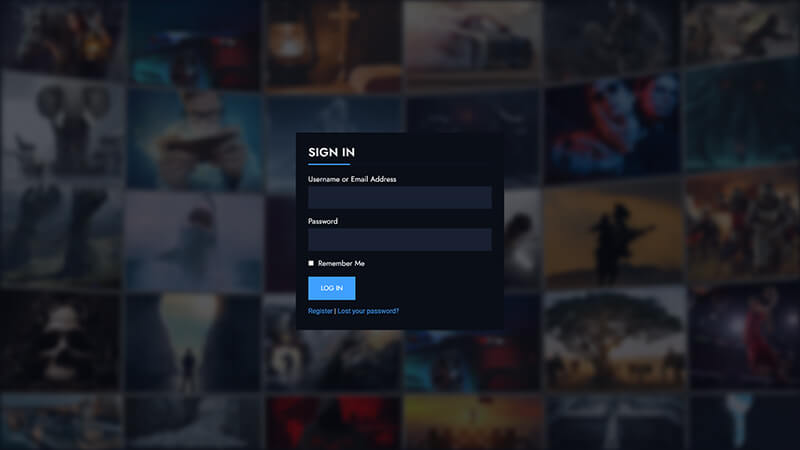 SIGN IN
Username or Email Address
Password
Remember Me
LOG IN
Register | Lost your password?